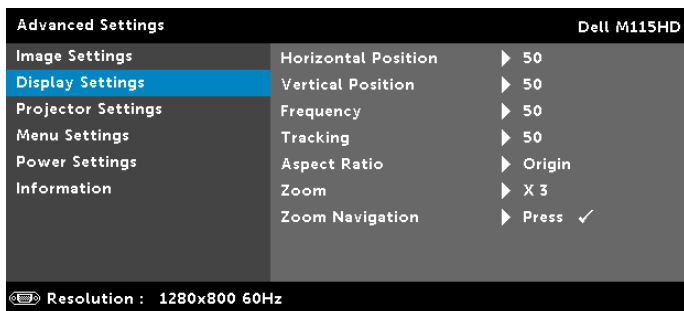 Advanced Settings Dell M115HD
Image Settings
Display Settings
Projector Settings
Menu Settings
Power Settings
Information
Horizontal Position 50
Vertical Position 50
Frequency 50
Tracking 50
Aspect Ratio Origin
Zoom X 3
Zoom Navigation Press ✓
Resolution : 1280x800 60Hz